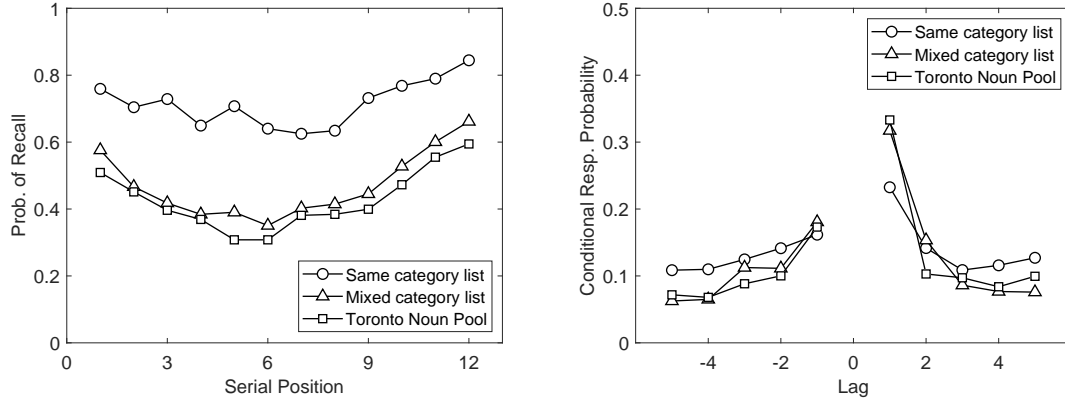 1
0.8
0.6
0.4
0.2
0
Prob. of Recall
0 3 6 9 12
Serial Position
Same category list
Mixed category list
Toronto Noun Pool
0.5
0.4
0.3
0.2
0.1
0
Conditional Resp. Probability
-4 -2 0 2 4
Lag
Same category list
Mixed category list
Toronto Noun Pool